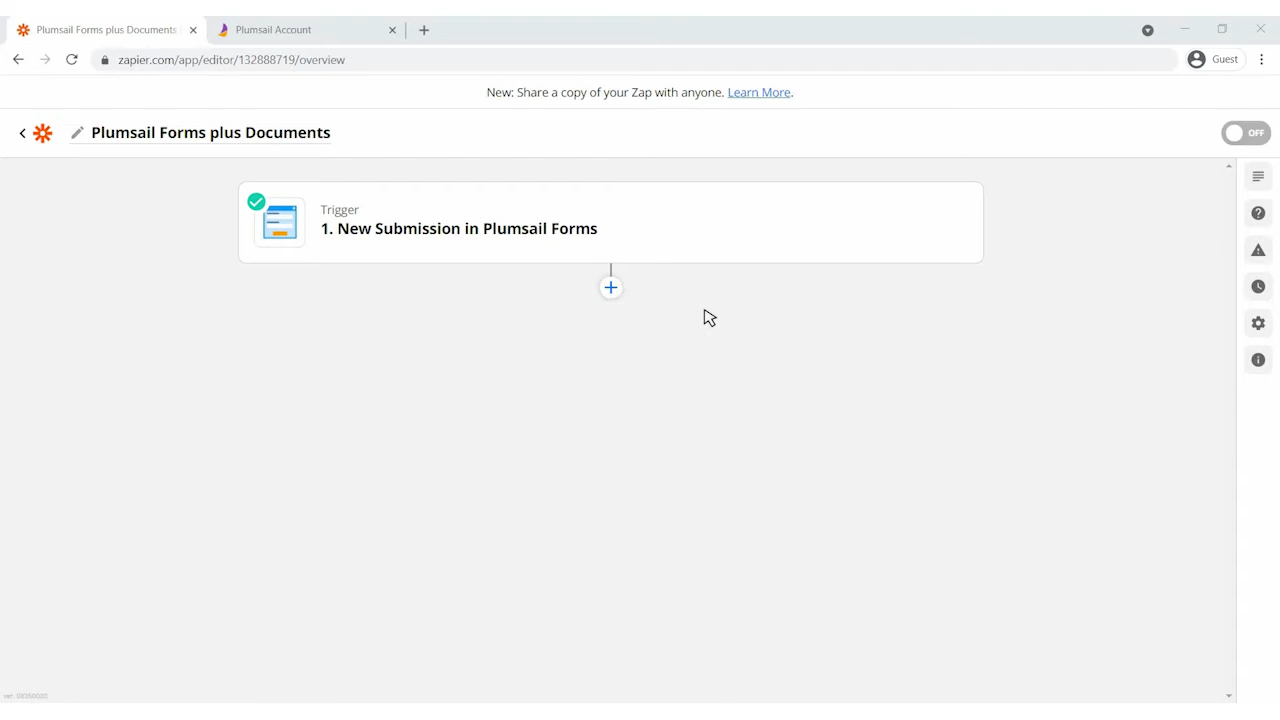 Plumsail Forms plus Documents
Plumsail Account
zapier.com/app/editor/132888719/overview
Guest
New: Share a copy of your Zap with anyone. Learn More.
Plumsail Forms plus Documents
OFF
Trigger
1. New Submission in Plumsail Forms